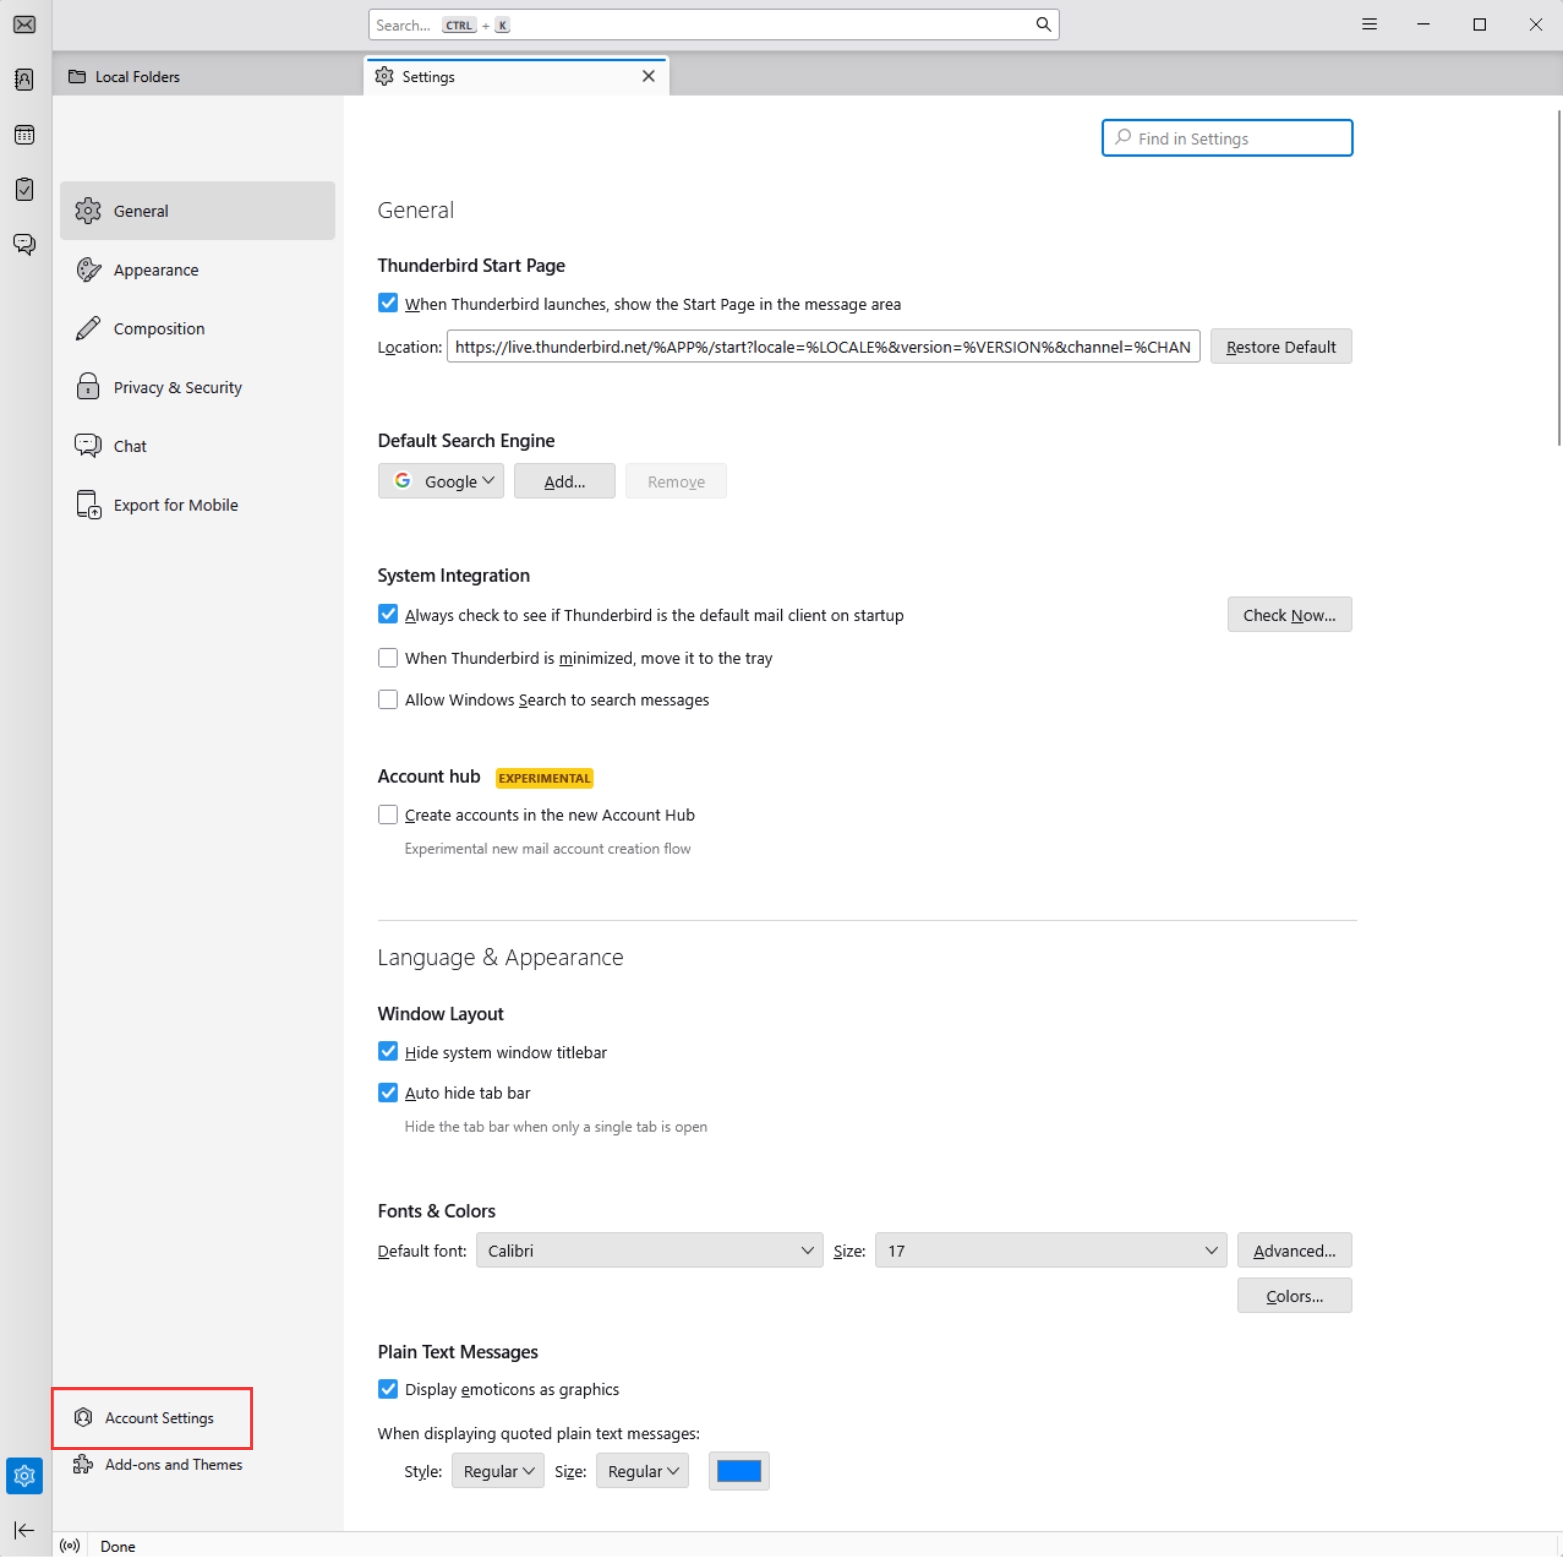 Search... CTRL + K
Local Folders
Settings
Find in Settings
General
Appearance
Composition
Privacy & Security
Chat
Export for Mobile
Account Settings
Add-ons and Themes
General
Thunderbird Start Page
When Thunderbird launches, show the Start Page in the message area
Location: https://live.thunderbird.net/%APP%/start?locale=%LOCALE%&version=%VERSION%&channel=%CHAN Restore Default
Default Search Engine
Google Add... Remove
System Integration
Always check to see if Thunderbird is the default mail client on startup Check Now...
When Thunderbird is minimized, move it to the tray
Allow Windows Search to search messages
Account hub EXPERIMENTAL
Create accounts in the new Account Hub
Experimental new mail account creation flow
Language & Appearance
Window Layout
Hide system window titlebar
Auto hide tab bar
Hide the tab bar when only a single tab is open
Fonts & Colors
Default font: Calibri Size: 17 Advanced...
Colors...
Plain Text Messages
Display emoticons as graphics
When displaying quoted plain text messages:
Style: Regular Size: Regular
Done